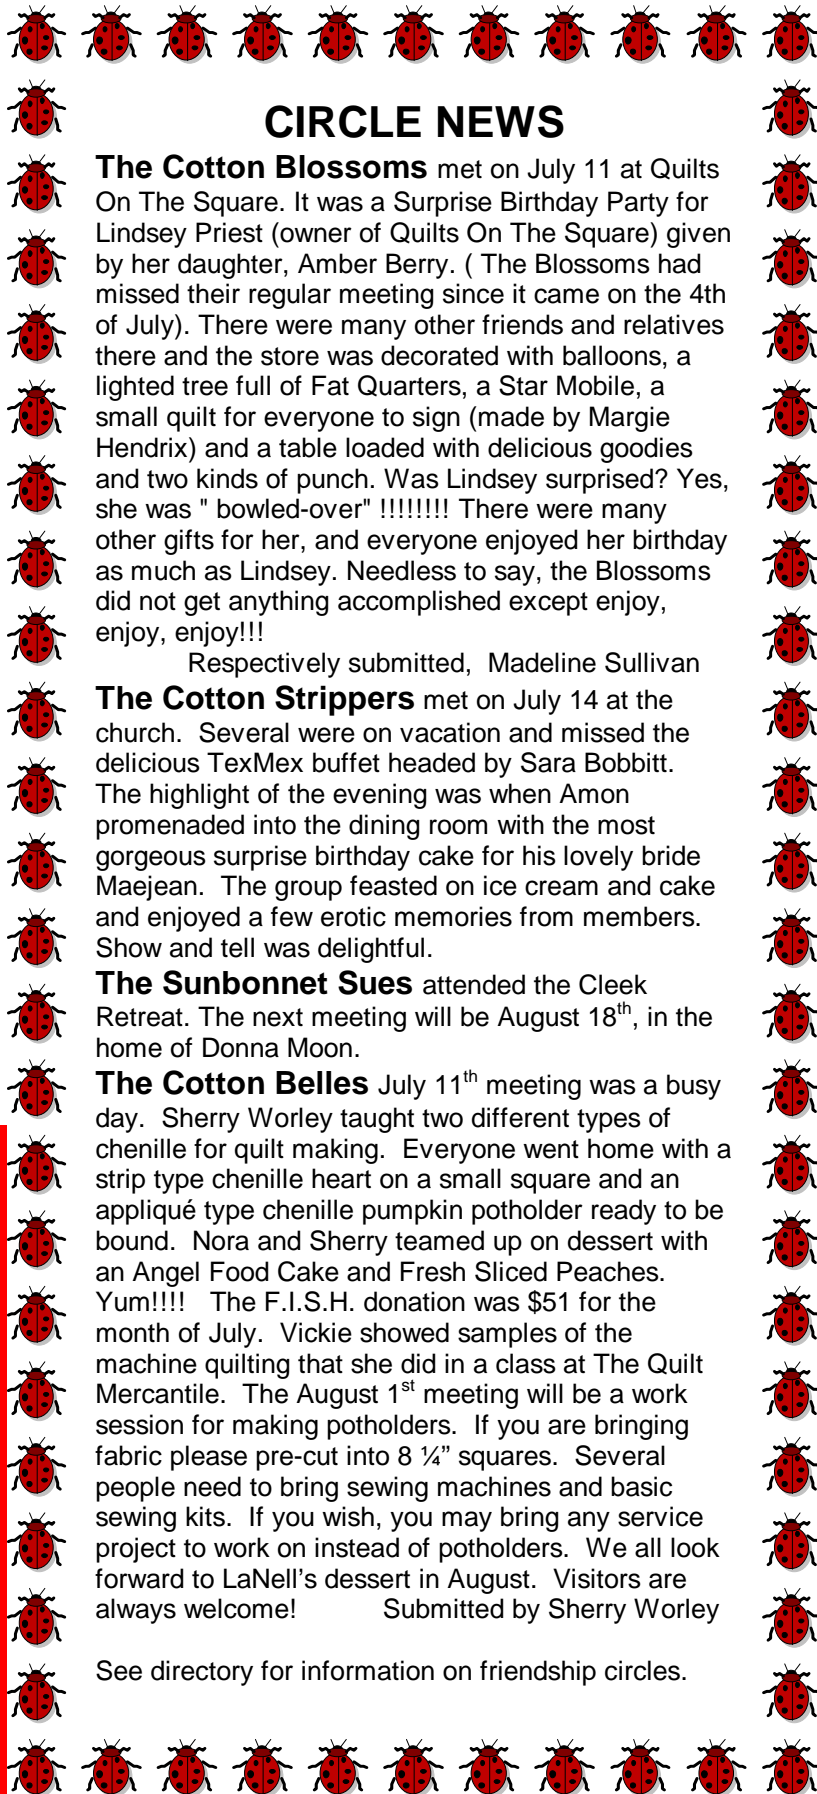 CIRCLE NEWS
The Cotton Blossoms met on July 11 at Quilts
On The Square. It was a Surprise Birthday Party for
Lindsey Priest (owner of Quilts On The Square) given
by her daughter, Amber Berry. ( The Blossoms had
missed their regular meeting since it came on the 4th
of July). There were many other friends and relatives
there and the store was decorated with balloons, a
lighted tree full of Fat Quarters, a Star Mobile, a
small quilt for everyone to sign (made by Margie
Hendrix) and a table loaded with delicious goodies
and two kinds of punch. Was Lindsey surprised? Yes,
she was " bowled-over" !!!!!!!! There were many
other gifts for her, and everyone enjoyed her birthday
as much as Lindsey. Needless to say, the Blossoms
did not get anything accomplished except enjoy,
enjoy, enjoy!!!
Respectively submitted,  Madeline Sullivan
The Cotton Strippers met on July 14 at the
church.  Several were on vacation and missed the
delicious TexMex buffet headed by Sara Bobbitt.
The highlight of the evening was when Amon
promenaded into the dining room with the most
gorgeous surprise birthday cake for his lovely bride
Maejean.  The group feasted on ice cream and cake
and enjoyed a few erotic memories from members.
Show and tell was delightful.
The Sunbonnet Sues attended the Cleek
Retreat. The next meeting will be August 18th, in the
home of Donna Moon.
The Cotton Belles July 11th meeting was a busy
day.  Sherry Worley taught two different types of
chenille for quilt making.  Everyone went home with a
strip type chenille heart on a small square and an
appliqué type chenille pumpkin potholder ready to be
bound.  Nora and Sherry teamed up on dessert with
an Angel Food Cake and Fresh Sliced Peaches.
Yum!!!!   The F.I.S.H. donation was $51 for the
month of July.  Vickie showed samples of the
machine quilting that she did in a class at The Quilt
Mercantile.  The August 1st meeting will be a work
session for making potholders.  If you are bringing
fabric please pre-cut into 8 ¼” squares.  Several
people need to bring sewing machines and basic
sewing kits.  If you wish, you may bring any service
project to work on instead of potholders.  We all look
forward to LaNell’s dessert in August.  Visitors are
always welcome!          Submitted by Sherry Worley
See directory for information on friendship circles.